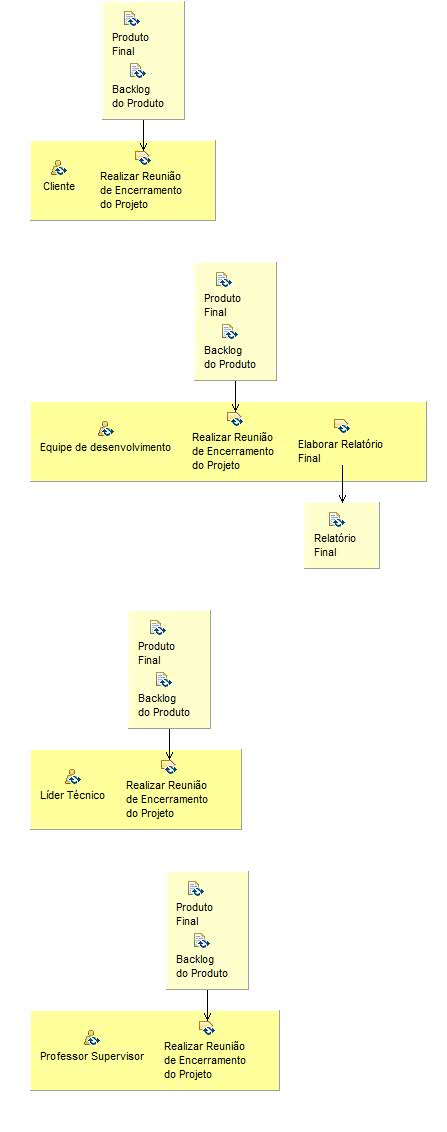 Produto
Final
Backlog
do Produto
Cliente
Realizar Reunião
de Encerramento
do Projeto
Produto
Final
Backlog
do Produto
Equipe de desenvolvimento
Realizar Reunião
de Encerramento
do Projeto
Elaborar Relatório
Final
Relatório
Final
Produto
Final
Backlog
do Produto
Líder Técnico
Realizar Reunião
de Encerramento
do Projeto
Produto
Final
Backlog
do Produto
Professor Supervisor
Realizar Reunião
de Encerramento
do Projeto